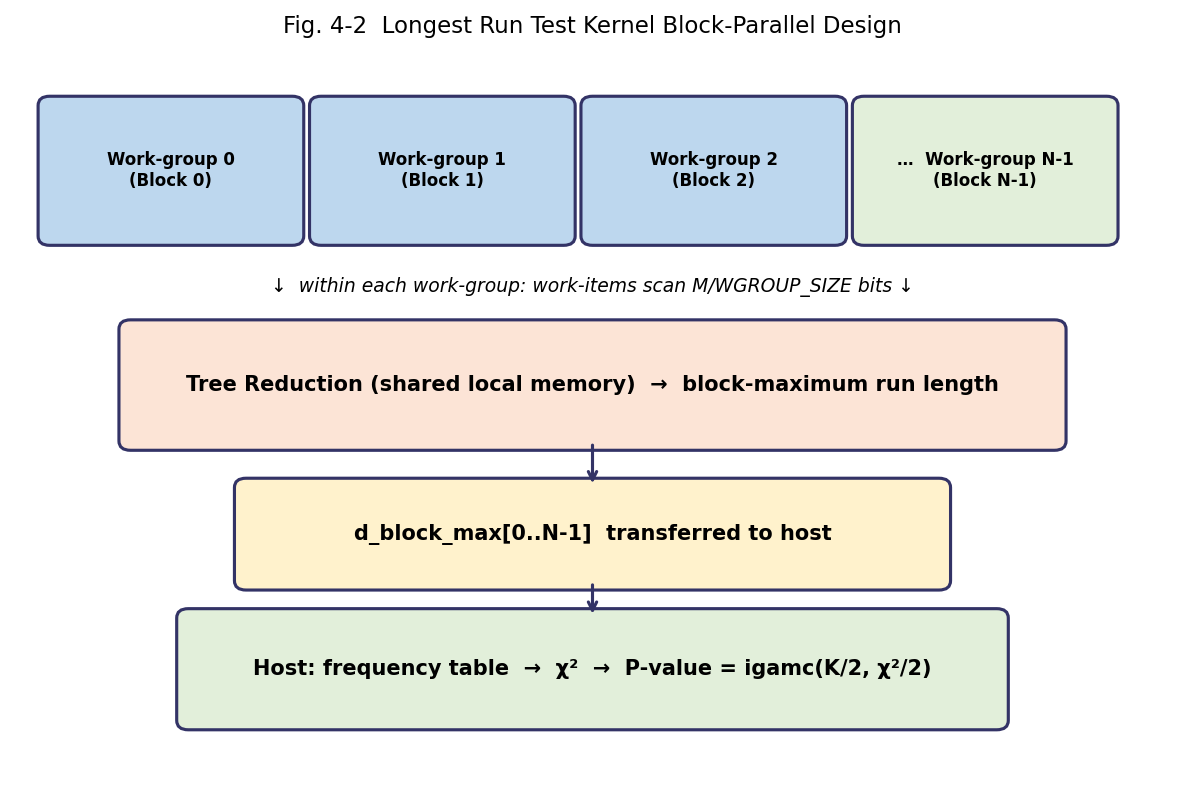 Fig. 4-2  Longest Run Test Kernel Block-Parallel Design
Work-group 0
(Block 0)
Work-group 1
(Block 1)
Work-group 2
(Block 2)
…  Work-group N-1
(Block N-1)
↓  within each work-group: work-items scan M/WGROUP_SIZE bits ↓
Tree Reduction (shared local memory)  →  block-maximum run length
d_block_max[0..N-1]  transferred to host
Host: frequency table  →  χ²  →  P-value = igamc(K/2, χ²/2)